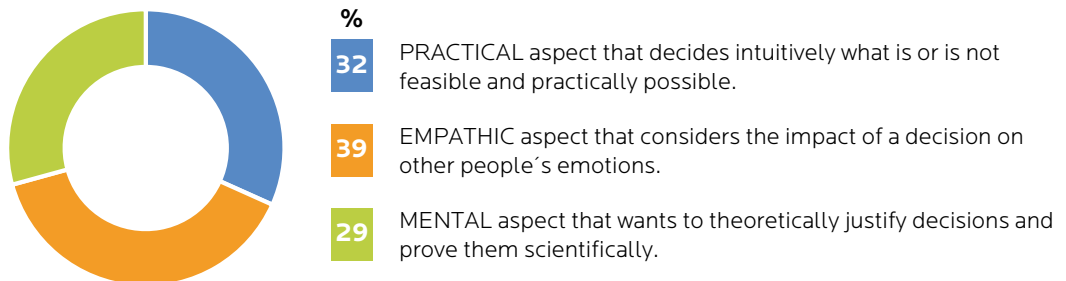 %
32 PRACTICAL aspect that decides intuitively what is or is not
feasible and practically possible.
39 EMPATHIC aspect that considers the impact of a decision on
other people´s emotions.
29 MENTAL aspect that wants to theoretically justify decisions and
prove them scientifically.